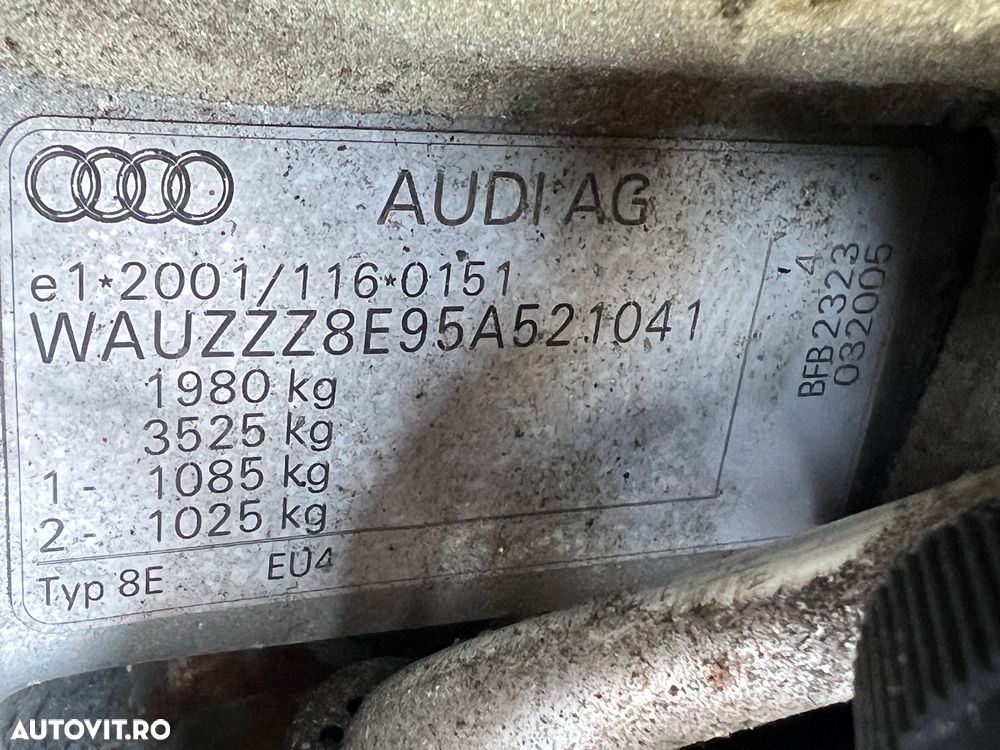 AUDI AG
e1*2001/116*0151
WAUZZZ8E95A521041
1980 kg
3525 kg
1 - 1085 kg
2 - 1025 kg
Typ 8E EU4
4
BFB2323
032005
AUTOVIT.RO